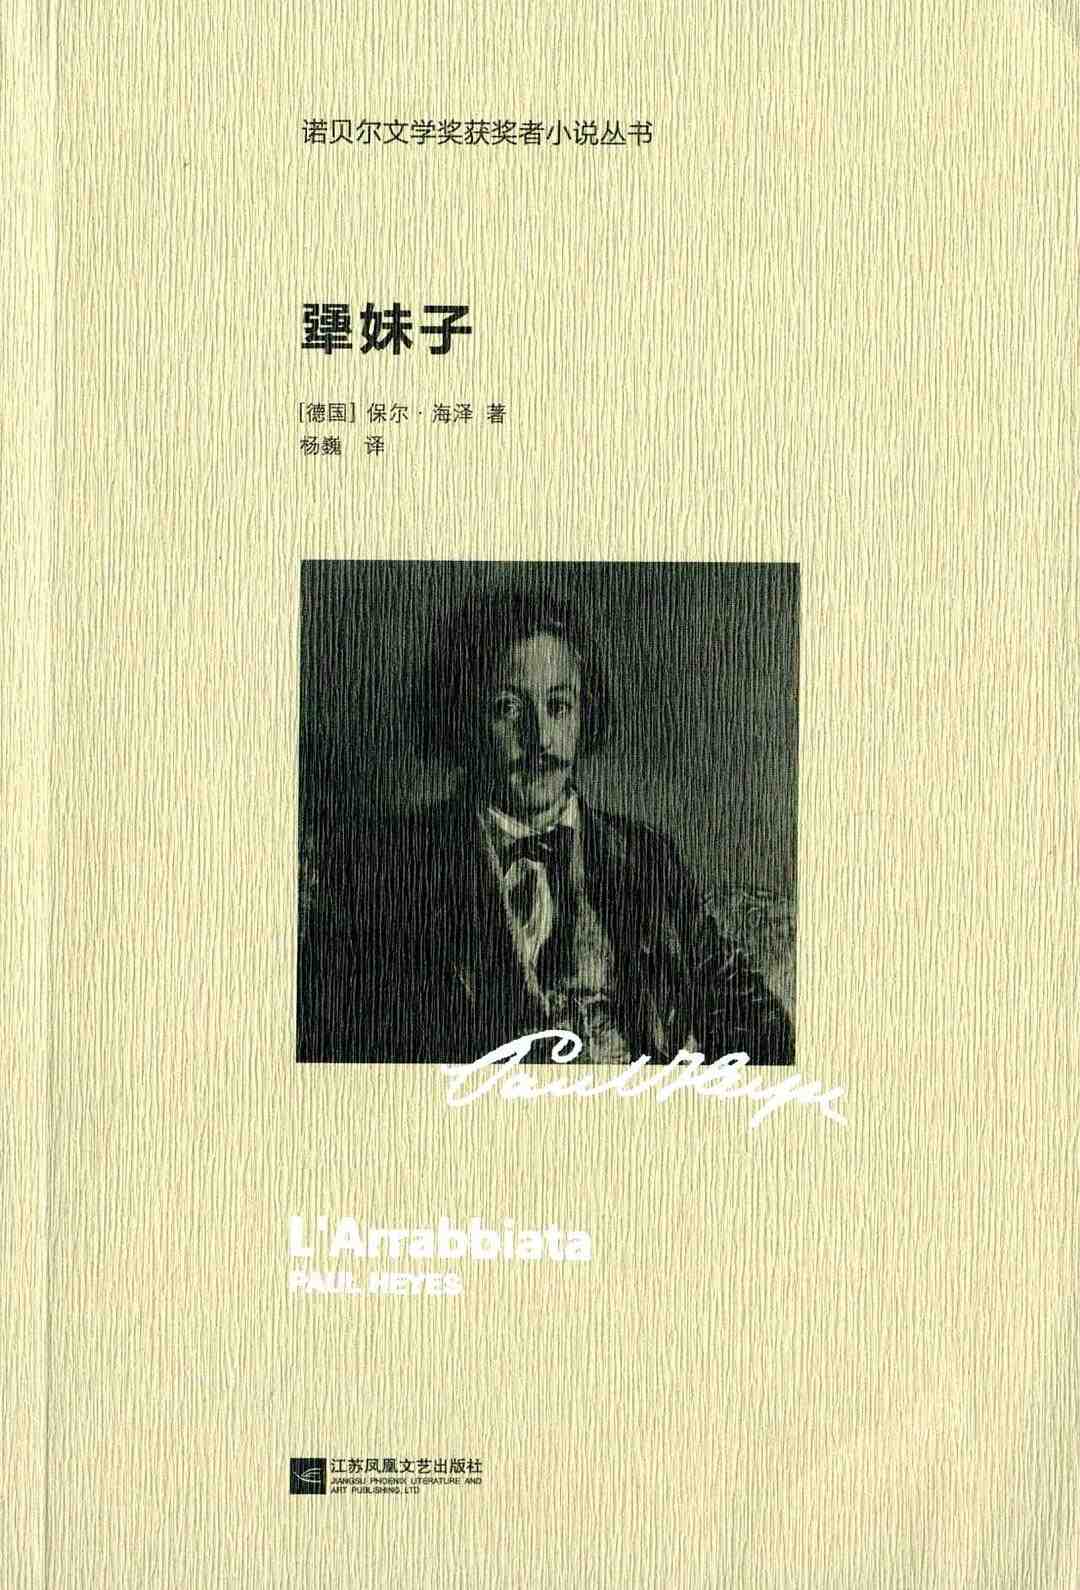 诺贝尔文学奖获奖者小说丛书
犟妹子
[德国] 保尔·海泽 著
杨巍 译
Paul Heyse
L'Arrabbiata
PAUL HEYES
江苏凤凰文艺出版社
JIANGSU PHOENIX LITERATURE AND
ART PUBLISHING,LTD